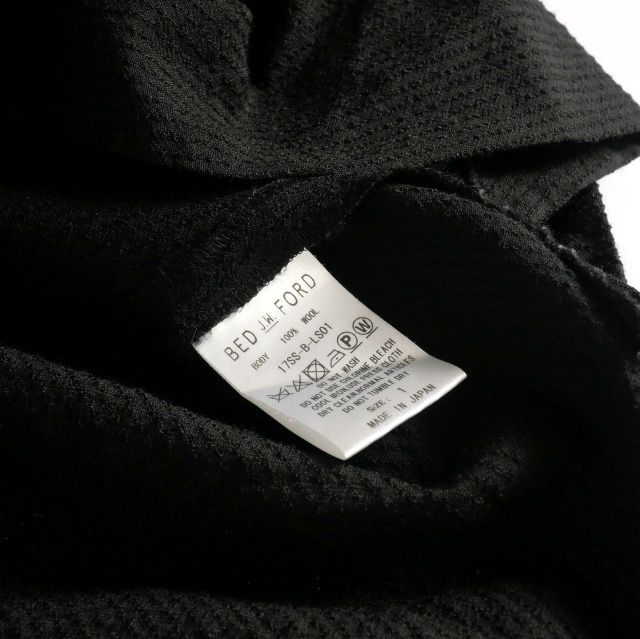 BED J.W. FORD
BODY 100% WOOL
17SS-B-LS01
P W
DO NOT WASH
DO NOT USE CHLORINE BLEACH
COOL IRON, USE PRESS CLOTH
DRY CLEAN, NORMAL CYCLES
DO NOT TUMBLE DRY
SIZE: 1
MADE IN JAPAN